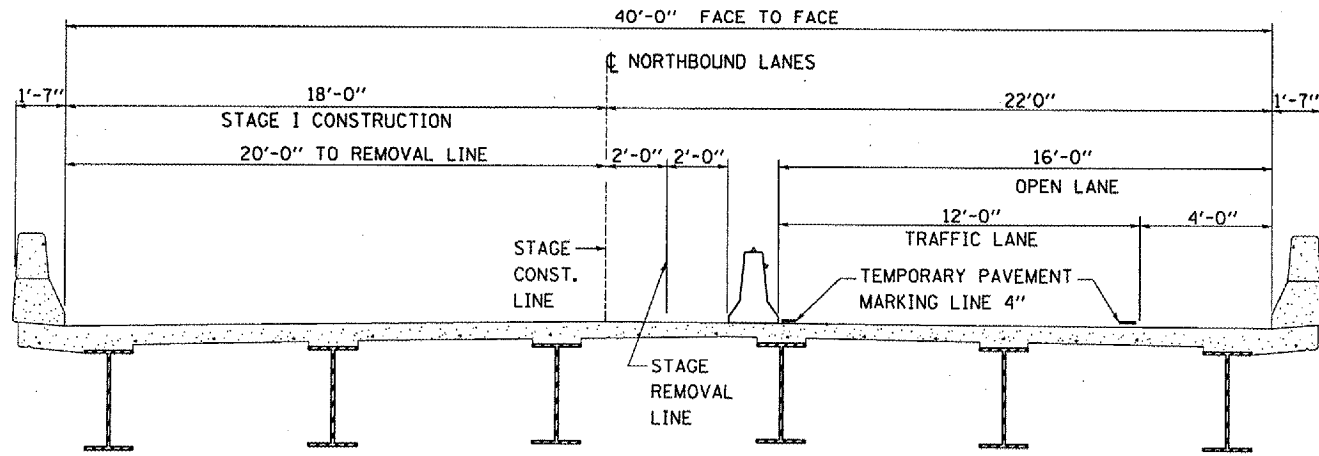 40'-0" FACE TO FACE
℄ NORTHBOUND LANES
1'-7"
18'-0"
22'0"
1'-7"
STAGE I CONSTRUCTION
20'-0" TO REMOVAL LINE
2'-0"
2'-0"
16'-0"
OPEN LANE
12'-0"
4'-0"
TRAFFIC LANE
STAGE
CONST.
LINE
TEMPORARY PAVEMENT
MARKING LINE 4"
STAGE
REMOVAL
LINE